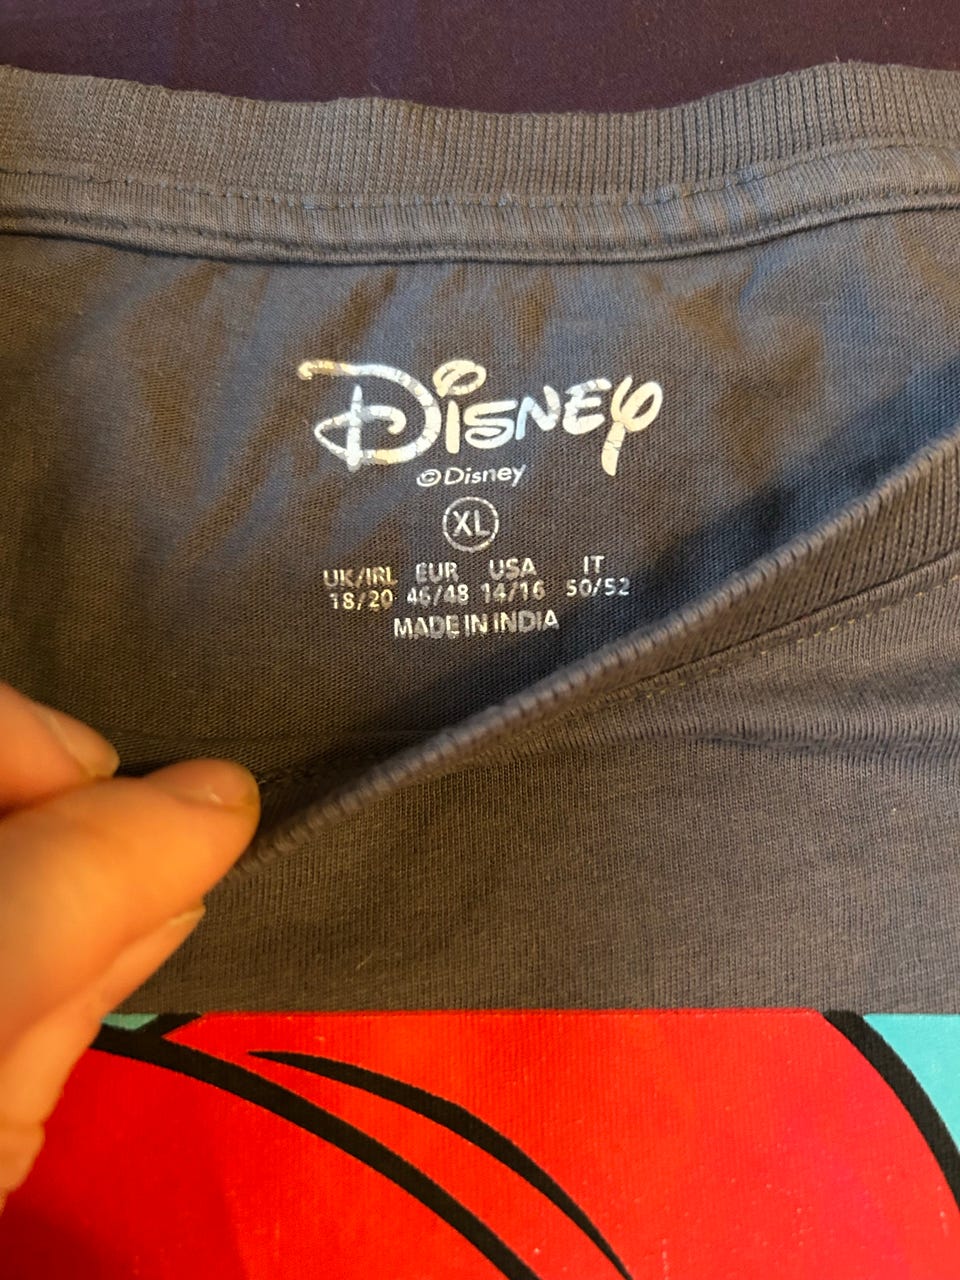 Disney
©Disney
XL
UK/IRL EUR USA IT
18/20 46/48 14/16 50/52
MADE IN INDIA